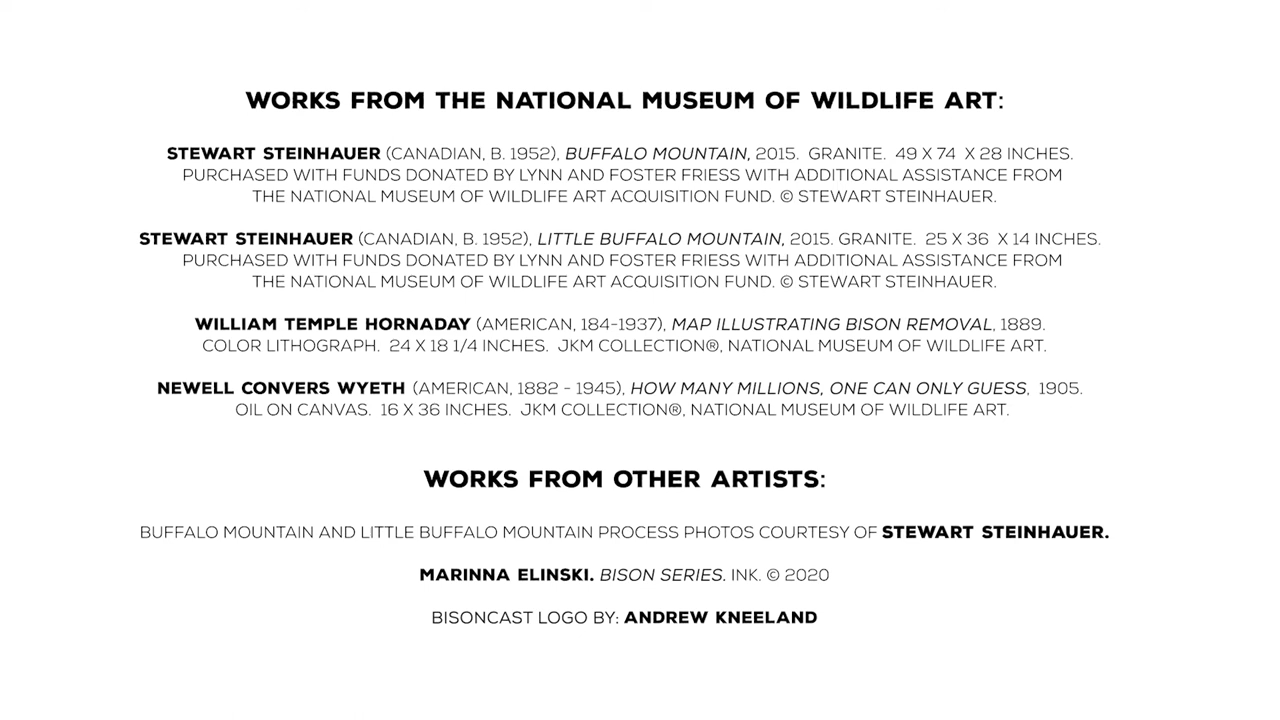 WORKS FROM THE NATIONAL MUSEUM OF WILDLIFE ART:
STEWART STEINHAUER (CANADIAN, B. 1952), BUFFALO MOUNTAIN, 2015. GRANITE. 49 X 74 X 28 INCHES.
PURCHASED WITH FUNDS DONATED BY LYNN AND FOSTER FRIESS WITH ADDITIONAL ASSISTANCE FROM
THE NATIONAL MUSEUM OF WILDLIFE ART ACQUISITION FUND. © STEWART STEINHAUER.
STEWART STEINHAUER (CANADIAN, B. 1952), LITTLE BUFFALO MOUNTAIN, 2015. GRANITE. 25 X 36 X 14 INCHES.
PURCHASED WITH FUNDS DONATED BY LYNN AND FOSTER FRIESS WITH ADDITIONAL ASSISTANCE FROM
THE NATIONAL MUSEUM OF WILDLIFE ART ACQUISITION FUND. © STEWART STEINHAUER.
WILLIAM TEMPLE HORNADAY (AMERICAN, 184-1937), MAP ILLUSTRATING BISON REMOVAL, 1889.
COLOR LITHOGRAPH. 24 X 18 1/4 INCHES. JKM COLLECTION®, NATIONAL MUSEUM OF WILDLIFE ART.
NEWELL CONVERS WYETH (AMERICAN, 1882 - 1945), HOW MANY MILLIONS, ONE CAN ONLY GUESS, 1905.
OIL ON CANVAS. 16 X 36 INCHES. JKM COLLECTION®, NATIONAL MUSEUM OF WILDLIFE ART.
WORKS FROM OTHER ARTISTS:
BUFFALO MOUNTAIN AND LITTLE BUFFALO MOUNTAIN PROCESS PHOTOS COURTESY OF STEWART STEINHAUER.
MARINNA ELINSKI. BISON SERIES. INK. © 2020
BISONCAST LOGO BY: ANDREW KNEELAND